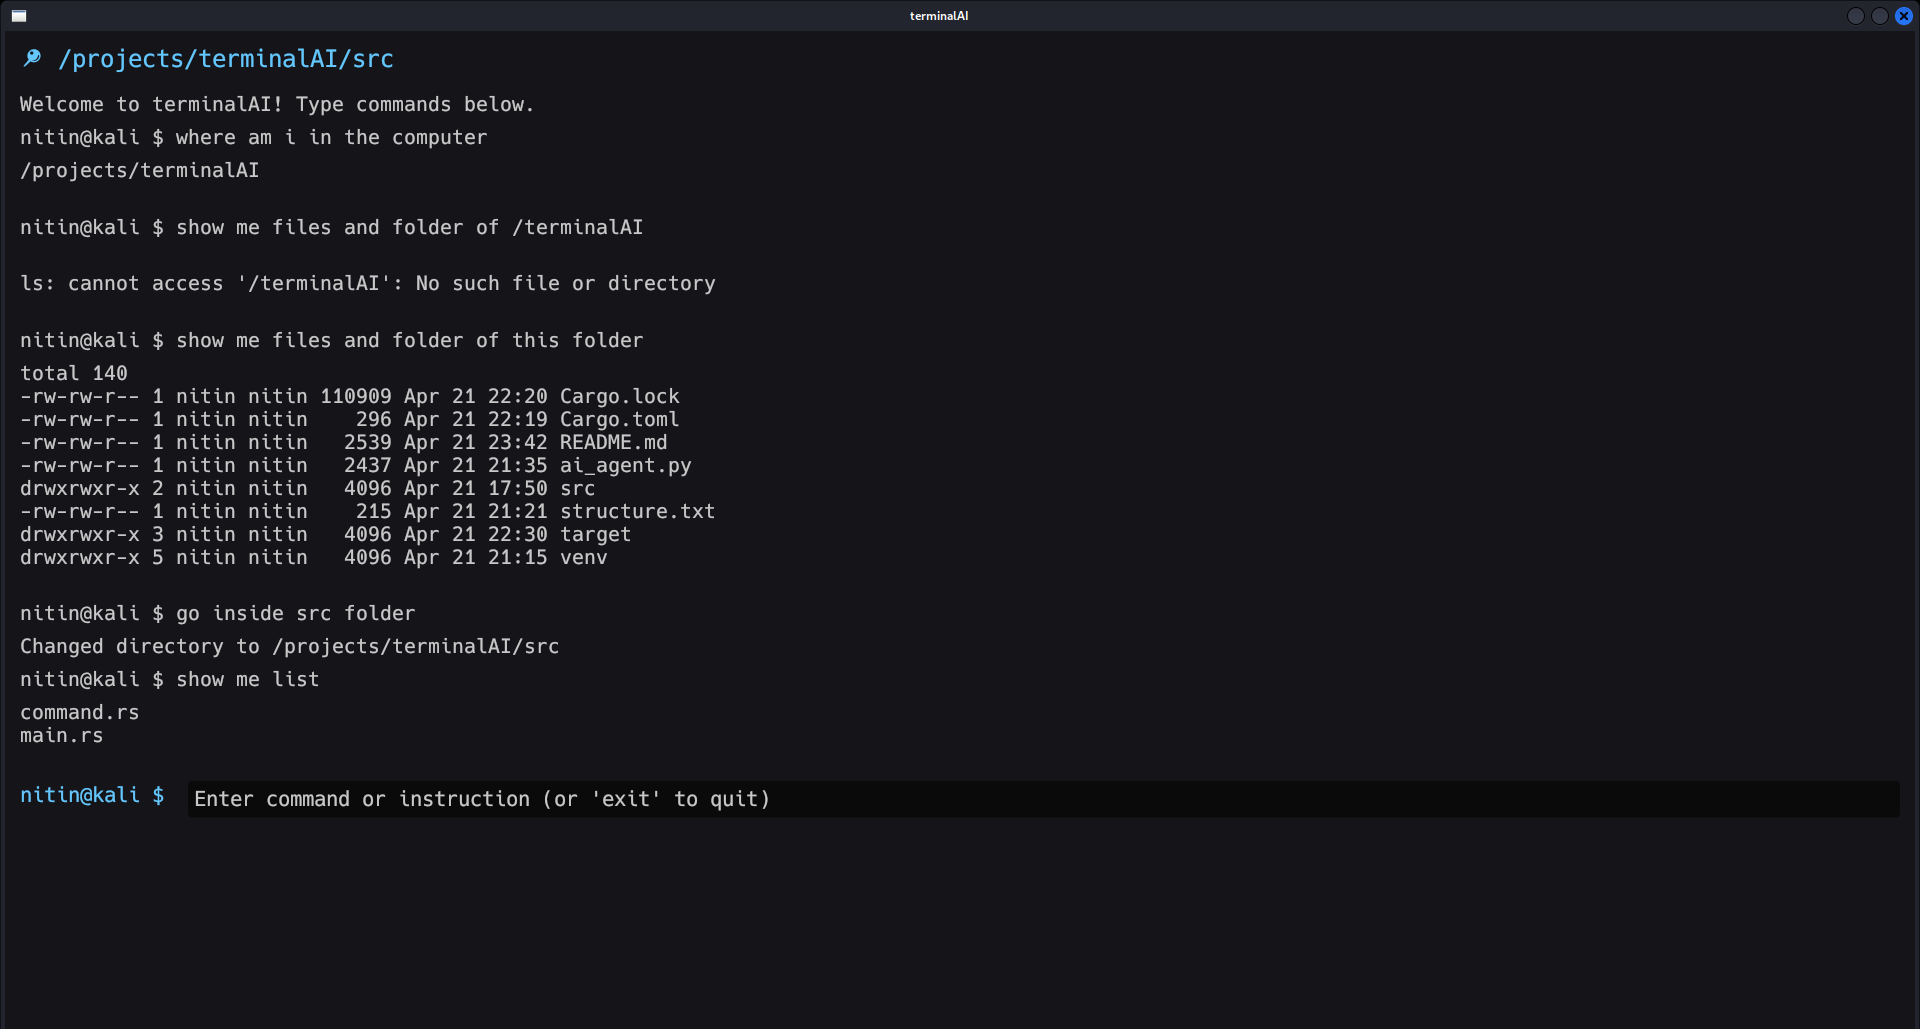 terminalAI
/projects/terminalAI/src
Welcome to terminalAI! Type commands below.
nitin@kali $ where am i in the computer
/projects/terminalAI
nitin@kali $ show me files and folder of /terminalAI
ls: cannot access '/terminalAI': No such file or directory
nitin@kali $ show me files and folder of this folder
total 140
-rw-rw-r-- 1 nitin nitin 110909 Apr 21 22:20 Cargo.lock
-rw-rw-r-- 1 nitin nitin    296 Apr 21 22:19 Cargo.toml
-rw-rw-r-- 1 nitin nitin   2539 Apr 21 23:42 README.md
-rw-rw-r-- 1 nitin nitin   2437 Apr 21 21:35 ai_agent.py
drwxrwxr-x 2 nitin nitin   4096 Apr 21 17:50 src
-rw-rw-r-- 1 nitin nitin    215 Apr 21 21:21 structure.txt
drwxrwxr-x 3 nitin nitin   4096 Apr 21 22:30 target
drwxrwxr-x 5 nitin nitin   4096 Apr 21 21:15 venv
nitin@kali $ go inside src folder
Changed directory to /projects/terminalAI/src
nitin@kali $ show me list
command.rs
main.rs
nitin@kali $ Enter command or instruction (or 'exit' to quit)